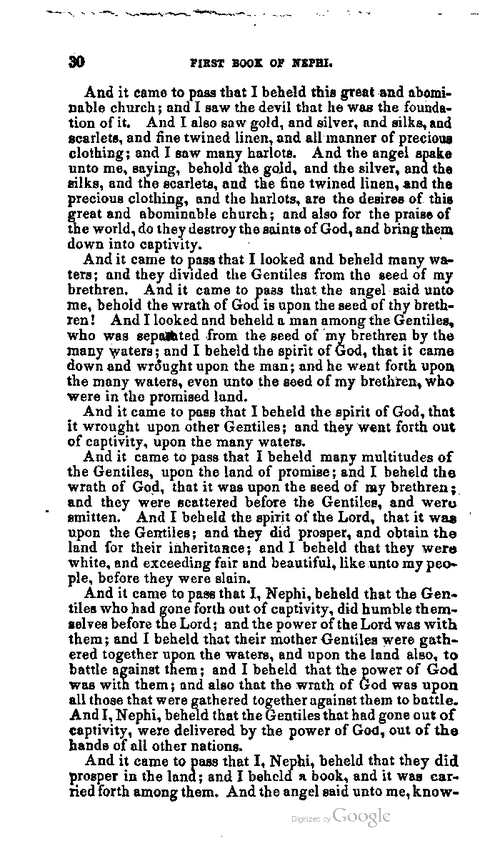 30 FIRST BOOK OF NEPHI.
And it came to pass that I beheld this great and abomi-
nable church; and I saw the devil that he was the founda-
tion of it. And I also saw gold, and silver, and silks, and
scarlets, and fine twined linen, and all manner of precious
clothing; and I saw many harlots. And the angel spake
unto me, saying, behold the gold, and the silver, and the
silks, and the scarlets, and the fine twined linen, and the
precious clothing, and the harlots, are the desires of this
great and abominable church; and also for the praise of
the world, do they destroy the saints of God, and bring them
down into captivity.
And it came to pass that I looked and beheld many wa-
ters; and they divided the Gentiles from the seed of my
brethren. And it came to pass that the angel said unto
me, behold the wrath of God is upon the seed of thy breth-
ren! And I looked and beheld a man among the Gentiles,
who was separated from the seed of my brethren by the
many waters; and I beheld the spirit of God, that it came
down and wrought upon the man; and he went forth upon
the many waters, even unto the seed of my brethren, who
were in the promised land.
And it came to pass that I beheld the spirit of God, that
it wrought upon other Gentiles; and they went forth out
of captivity, upon the many waters.
And it came to pass that I beheld many multitudes of
the Gentiles, upon the land of promise; and I beheld the
wrath of God, that it was upon the seed of my brethren;
and they were scattered before the Gentiles, and were
smitten. And I beheld the spirit of the Lord, that it was
upon the Gentiles; and they did prosper, and obtain the
land for their inheritance; and I beheld that they were
white, and exceeding fair and beautiful, like unto my peo-
ple, before they were slain.
And it came to pass that I, Nephi, beheld that the Gen-
tiles who had gone forth out of captivity, did humble them-
selves before the Lord; and the power of the Lord was with
them; and I beheld that their mother Gentiles were gath-
ered together upon the waters, and upon the land also, to
battle against them; and I beheld that the power of God
was with them; and also that the wrath of God was upon
all those that were gathered together against them to battle.
And I, Nephi, beheld that the Gentiles that had gone out of
captivity, were delivered by the power of God, out of the
hands of all other nations.
And it came to pass that I, Nephi, beheld that they did
prosper in the land; and I beheld a book, and it was car-
ried forth among them. And the angel said unto me, know-
Digitized by Google